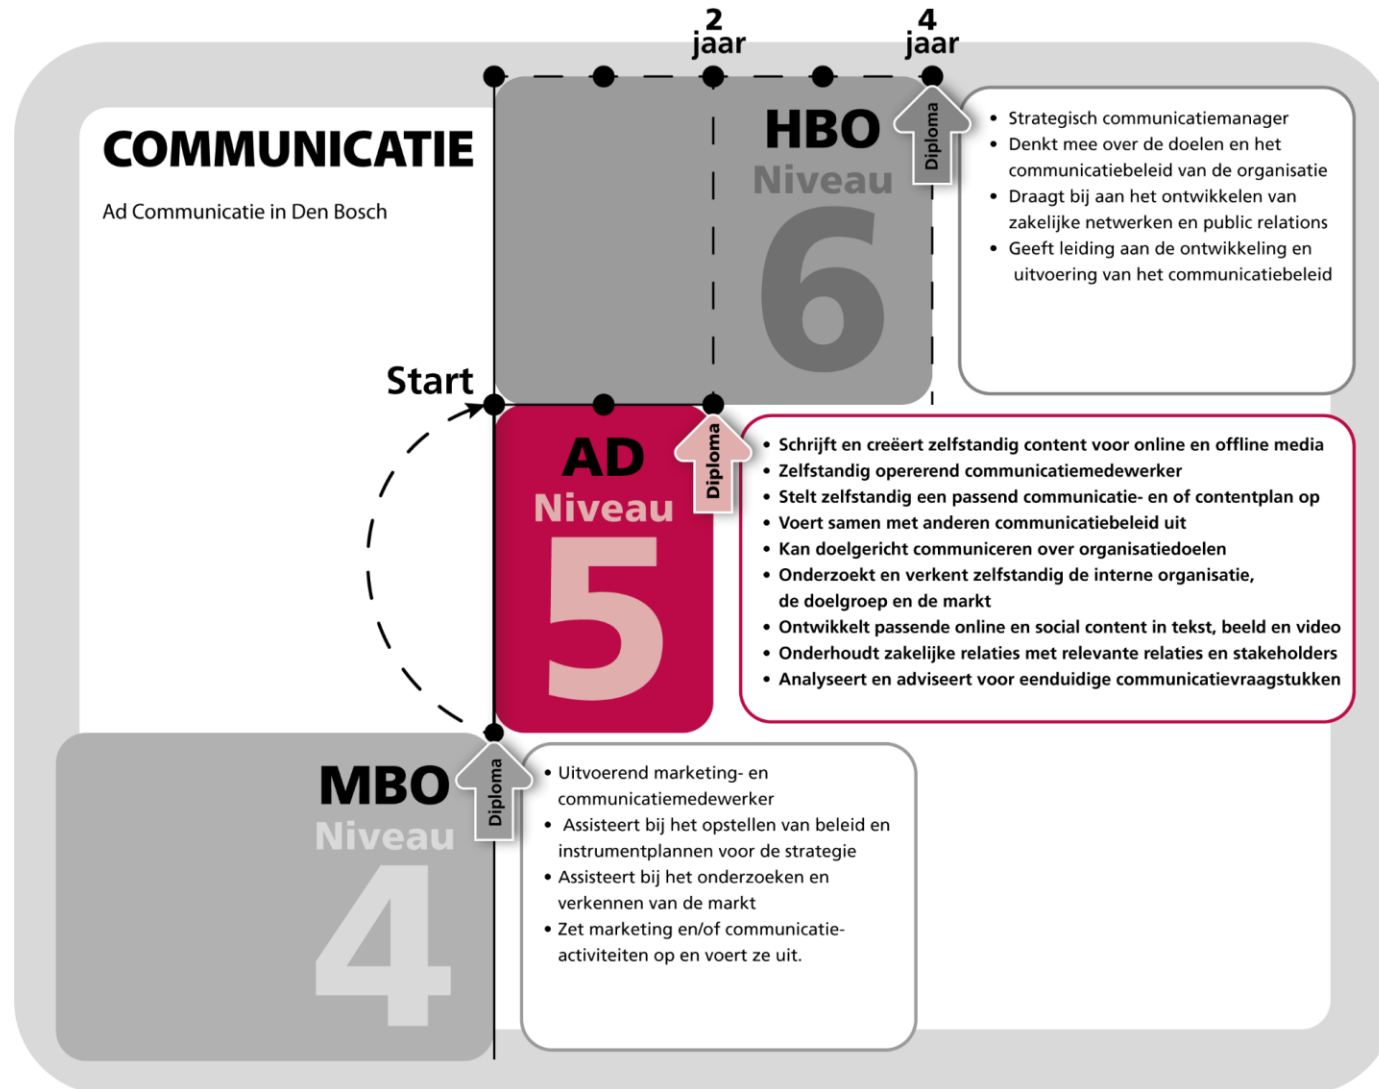 2
jaar
4
jaar
COMMUNICATIE
Ad Communicatie in Den Bosch
HBO
Niveau
6
Diploma
• Strategisch communicatiemanager
• Denkt mee over de doelen en het
communicatiebeleid van de organisatie
• Draagt bij aan het ontwikkelen van
zakelijke netwerken en public relations
• Geeft leiding aan de ontwikkeling en
uitvoering van het communicatiebeleid
Start
AD
Niveau
5
Diploma
• Schrijft en creëert zelfstandig content voor online en offline media
• Zelfstandig opererend communicatiemedewerker
• Stelt zelfstandig een passend communicatie- en of contentplan op
• Voert samen met anderen communicatiebeleid uit
• Kan doelgericht communiceren over organisatiedoelen
• Onderzoekt en verkent zelfstandig de interne organisatie,
de doelgroep en de markt
• Ontwikkelt passende online en social content in tekst, beeld en video
• Onderhoudt zakelijke relaties met relevante relaties en stakeholders
• Analyseert en adviseert voor eenduidige communicatievraagstukken
MBO
Niveau
4
Diploma
• Uitvoerend marketing- en
communicatiemedewerker
• Assisteert bij het opstellen van beleid en
instrumentplannen voor de strategie
• Assisteert bij het onderzoeken en
verkennen van de markt
• Zet marketing en/of communicatie-
activiteiten op en voert ze uit.